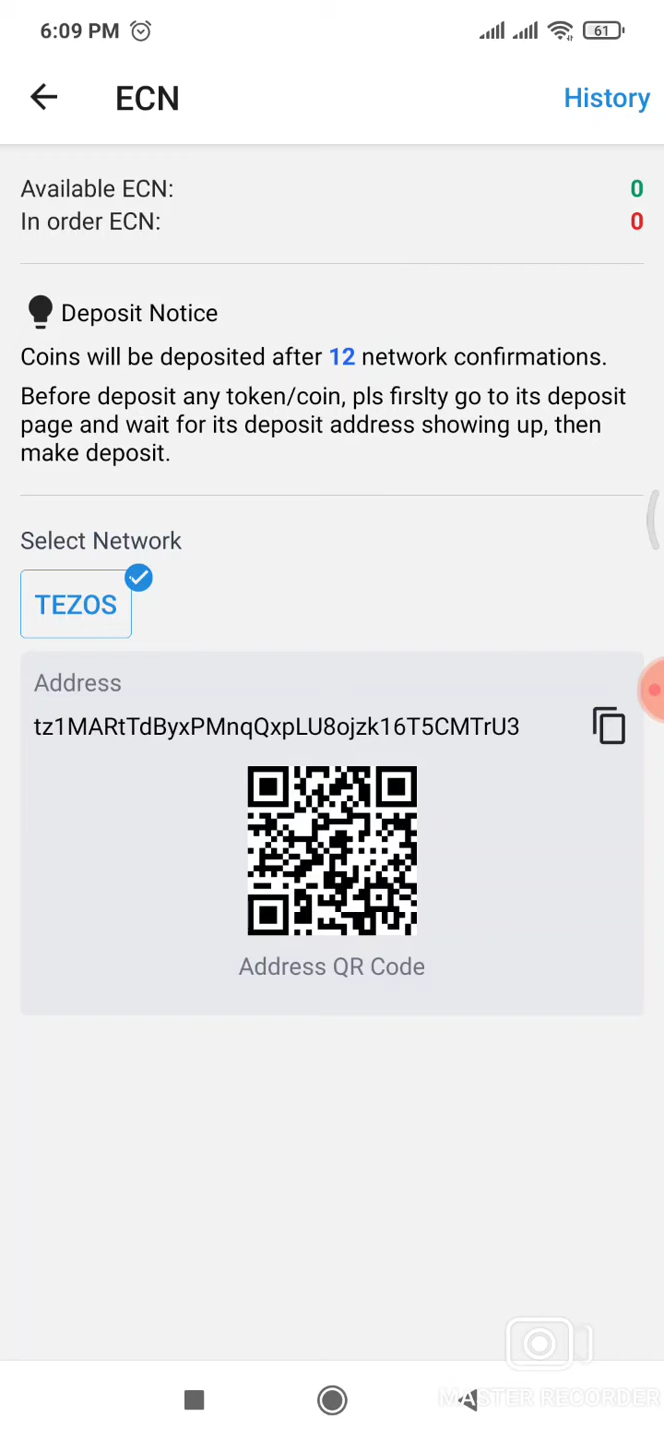 6:09 PM
61
ECN
History
Available ECN:
0
In order ECN:
0
Deposit Notice
Coins will be deposited after 12 network confirmations.
Before deposit any token/coin, pls firslty go to its deposit
page and wait for its deposit address showing up, then
make deposit.
Select Network
TEZOS
Address
tz1MARtTdByxPMnqQxpLU8ojzk16T5CMTrU3
Address QR Code
MASTER RECORDER